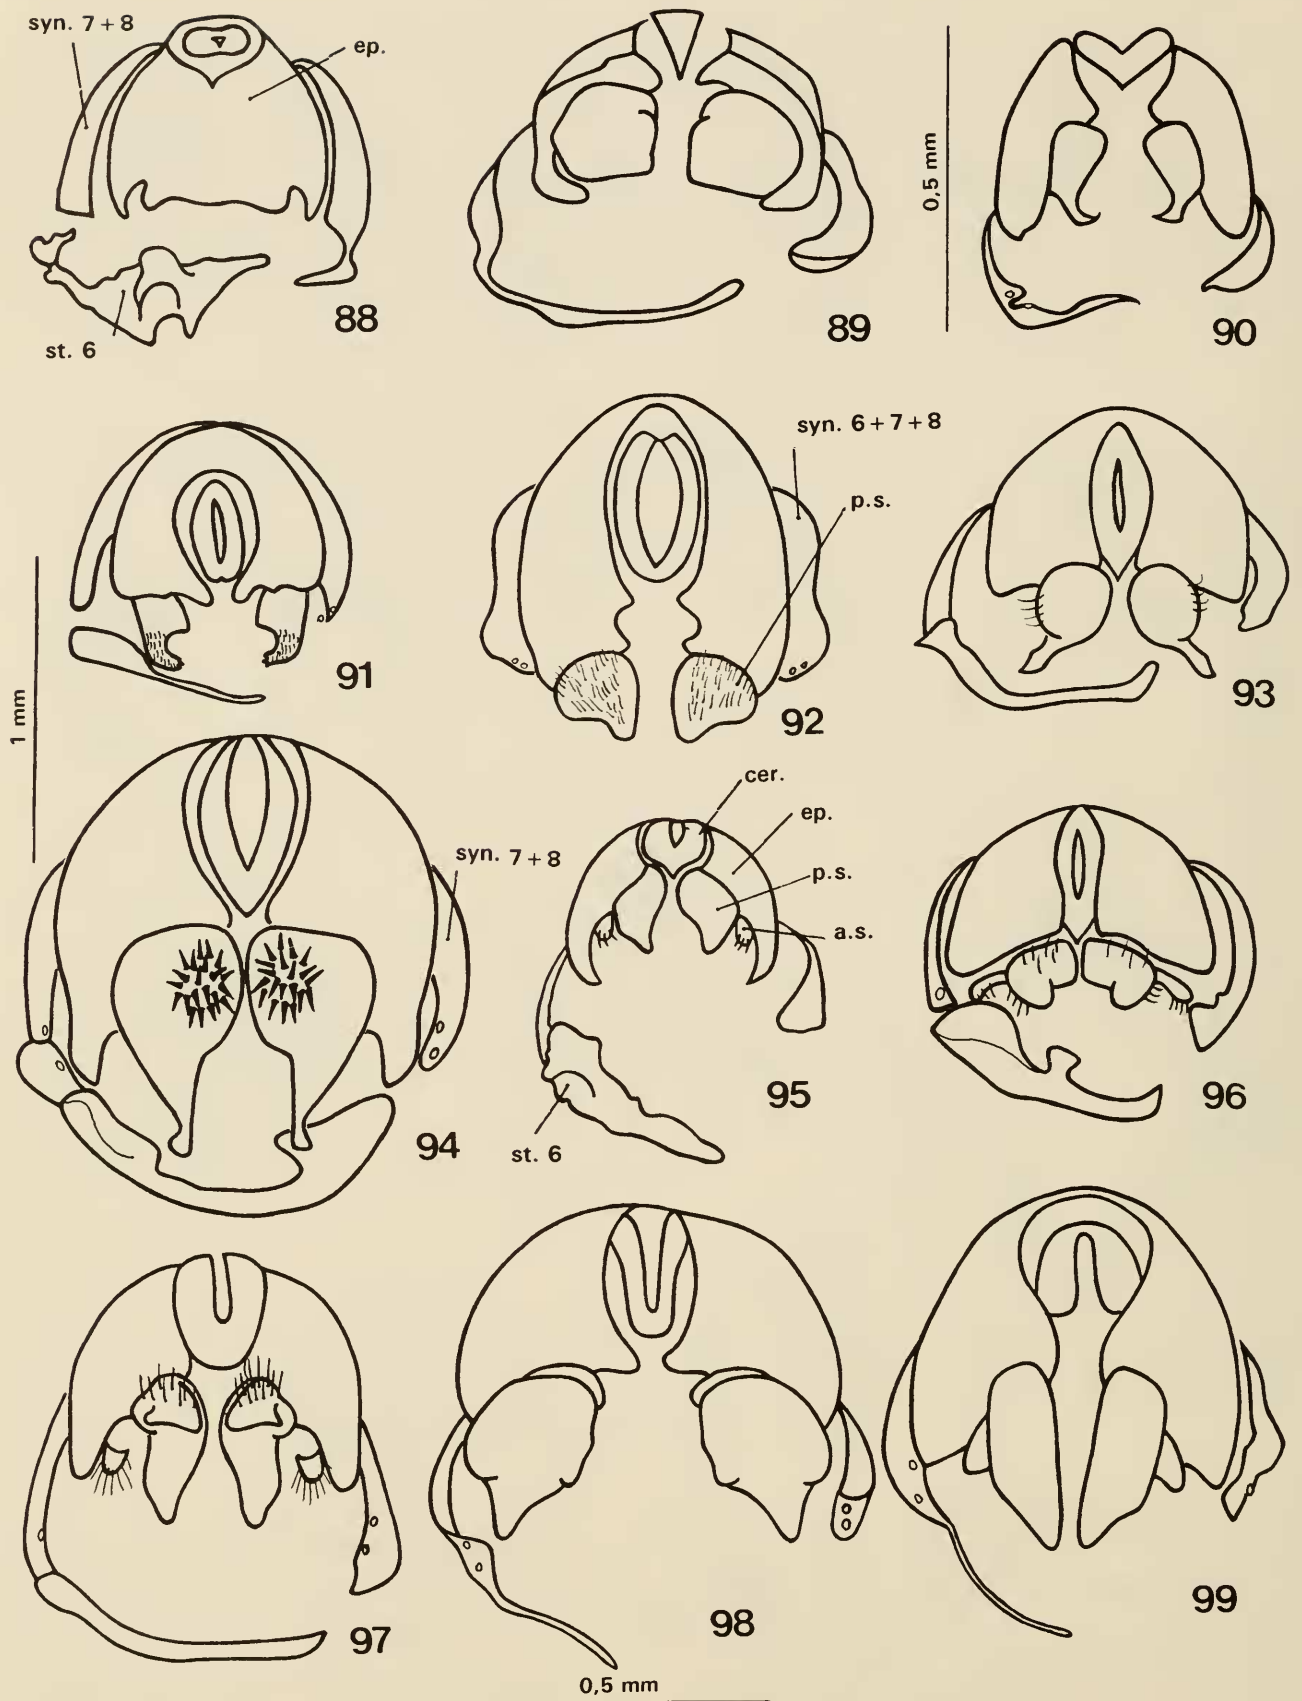 syn. 7 + 8
ep.
st. 6
88
89
0,5 mm
90
91
syn. 6 + 7 + 8
p.s.
92
93
1 mm
syn. 7 + 8
94
cer.
ep.
p.s.
a.s.
st. 6
95
96
97
98
99
0,5 mm